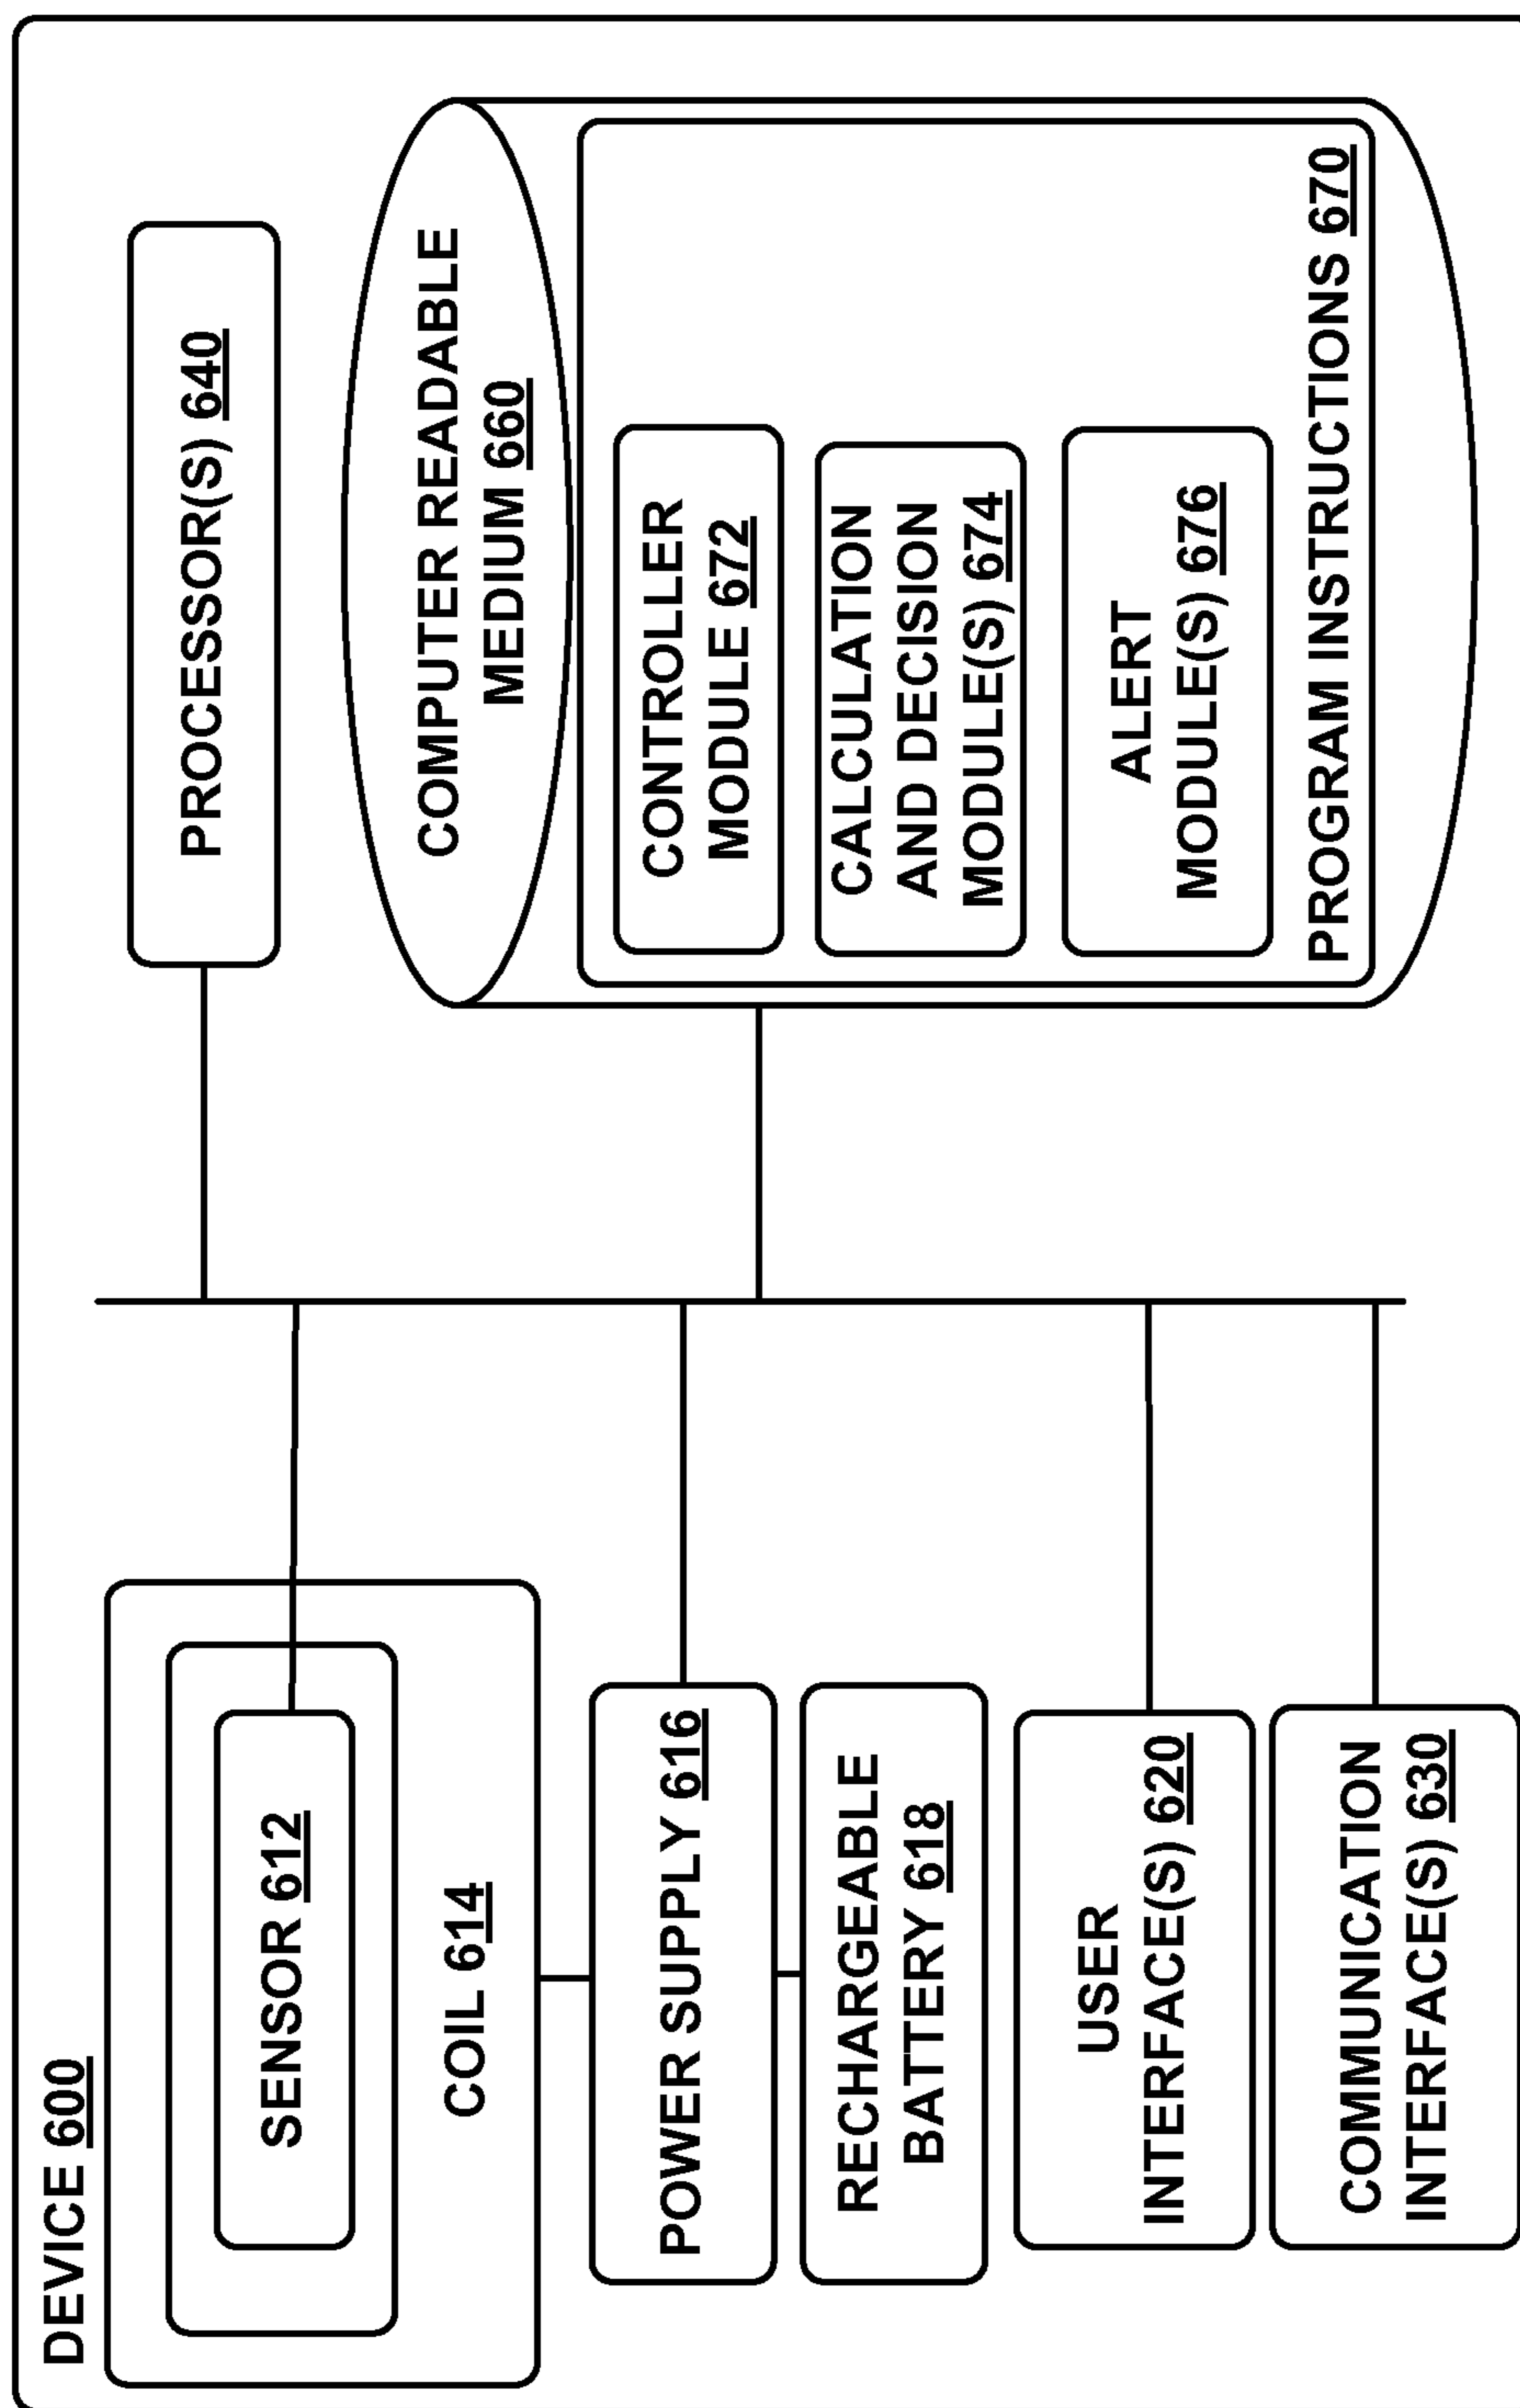 DEVICE 600
SENSOR 612
COIL 614
POWER SUPPLY 616
RECHARGEABLE
BATTERY 618
USER
INTERFACE(S) 620
COMMUNICATION
INTERFACE(S) 630
PROCESSOR(S) 640
COMPUTER READABLE
MEDIUM 660
CONTROLLER
MODULE 672
CALCULATION
AND DECISION
MODULE(S) 674
ALERT
MODULE(S) 676
PROGRAM INSTRUCTIONS 670